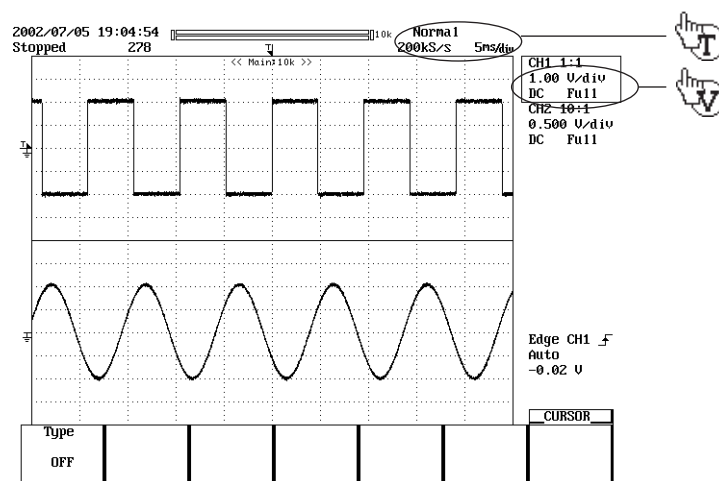 2002/07/05 19:04:54
Stopped 278
10k
Normal
200kS/s 5ms/div
<< Main:10k >>
T
CH1 1:1
1.00 V/div
DC Full
CH2 10:1
0.500 V/div
DC Full
T
V
T
Edge CH1
Auto
-0.02 V
CURSOR
Type
OFF